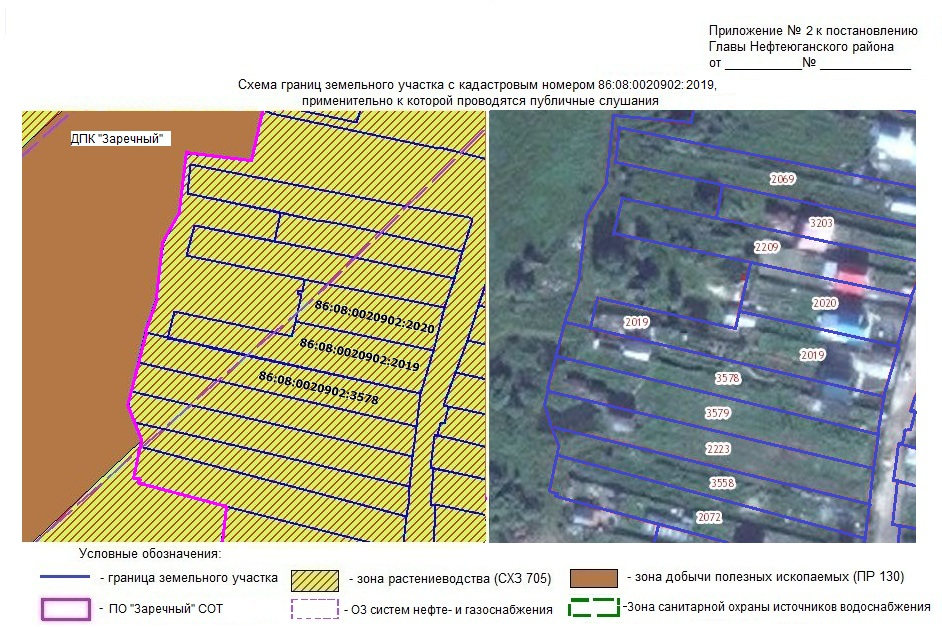 Приложение № 2 к постановлению
Главы Нефтеюганского района
от ___________№ _____________
Схема границ земельного участка с кадастровым номером 86:08:0020902:2019,
применительно к которой проводятся публичные слушания
ДПК "Заречный"
86:08:0020902:2020
86:08:0020902:2019
86:08:0020902:3578
2069
3203
2209
2020
2019
2019
3578
3579
2223
3558
2072
Условные обозначения:
- граница земельного участка
- зона растениеводства (СХЗ 705)
- зона добычи полезных ископаемых (ПР 130)
- ПО "Заречный" СОТ
- ОЗ систем нефте- и газоснабжения
-Зона санитарной охраны источников водоснабжения